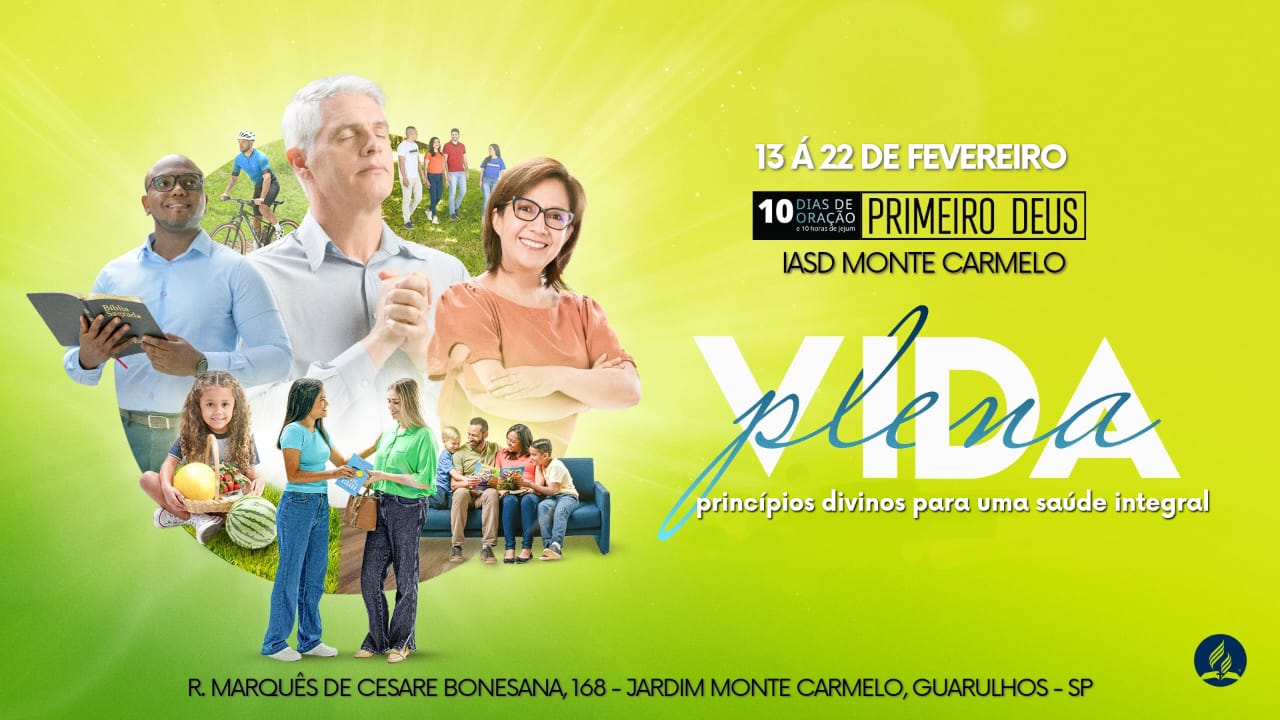 13 Á 22 DE FEVEREIRO
10 DIAS DE ORAÇÃO e 10 horas de jejum PRIMEIRO DEUS
IASD MONTE CARMELO
VIDA
plena
princípios divinos para uma saúde integral
Bíblia
Sagrada
R. MARQUÊS DE CESARE BONESANA, 168 - JARDIM MONTE CARMELO, GUARULHOS - SP